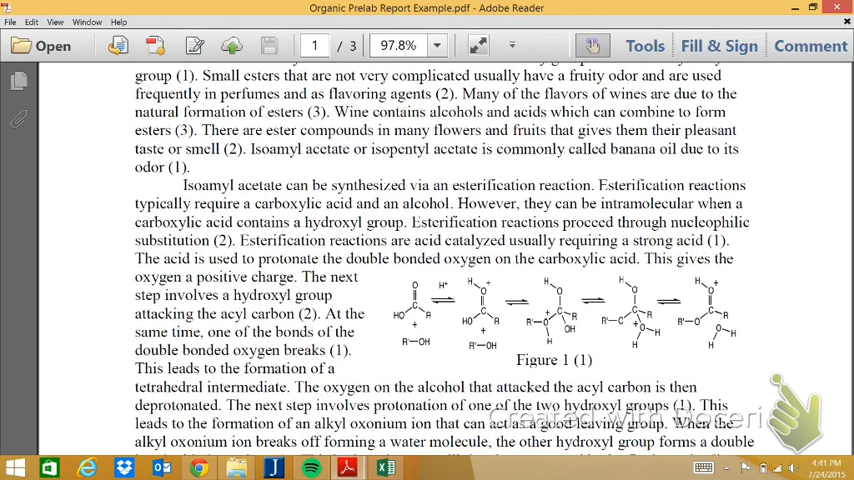 Organic Prelab Report Example.pdf - Adobe Reader
File Edit View Window Help
Open 1 / 3 97.8% Tools Fill & Sign Comment
group (1). Small esters that are not very complicated usually have a fruity odor and are used
frequently in perfumes and as flavoring agents (2). Many of the flavors of wines are due to the
natural formation of esters (3). Wine contains alcohols and acids which can combine to form
esters (3). There are ester compounds in many flowers and fruits that gives them their pleasant
taste or smell (2). Isoamyl acetate or isopentyl acetate is commonly called banana oil due to its
odor (1).
Isoamyl acetate can be synthesized via an esterification reaction. Esterification reactions
typically require a carboxylic acid and an alcohol. However, they can be intramolecular when a
carboxylic acid contains a hydroxyl group. Esterification reactions proceed through nucleophilic
substitution (2). Esterification reactions are acid catalyzed usually requiring a strong acid (1).
The acid is used to protonate the double bonded oxygen on the carboxylic acid. This gives the
oxygen a positive charge. The next
step involves a hydroxyl group
attacking the acyl carbon (2). At the
same time, one of the bonds of the
double bonded oxygen breaks (1).
This leads to the formation of a
H⁺
R'—OH
R'—OH
Figure 1 (1)
tetrahedral intermediate. The oxygen on the alcohol that attacked the acyl carbon is then
deprotonated. The next step involves protonation of one of the two hydroxyl groups (1). This
leads to the formation of an alkyl oxonium ion that can act as a good leaving group. When the
alkyl oxonium ion breaks off forming a water molecule, the other hydroxyl group forms a double
Created with Doceri
4:41 PM
7/24/2015